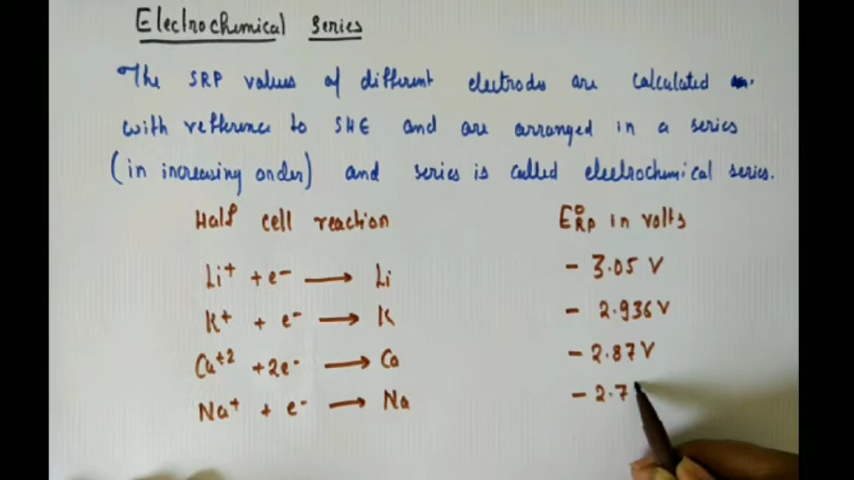 Electrochemical Series
The SRP values of different electrodes are calculated
with refference to SHE and are arranged in a series
(in increasing order) and series is called electrochemical series.
Half cell reaction E°RP in volts
Li⁺ + e⁻ ⟶ Li - 3.05 V
K⁺ + e⁻ ⟶ K - 2.936 V
Ca⁺² + 2e⁻ ⟶ Ca - 2.87 V
Na⁺ + e⁻ ⟶ Na - 2.7